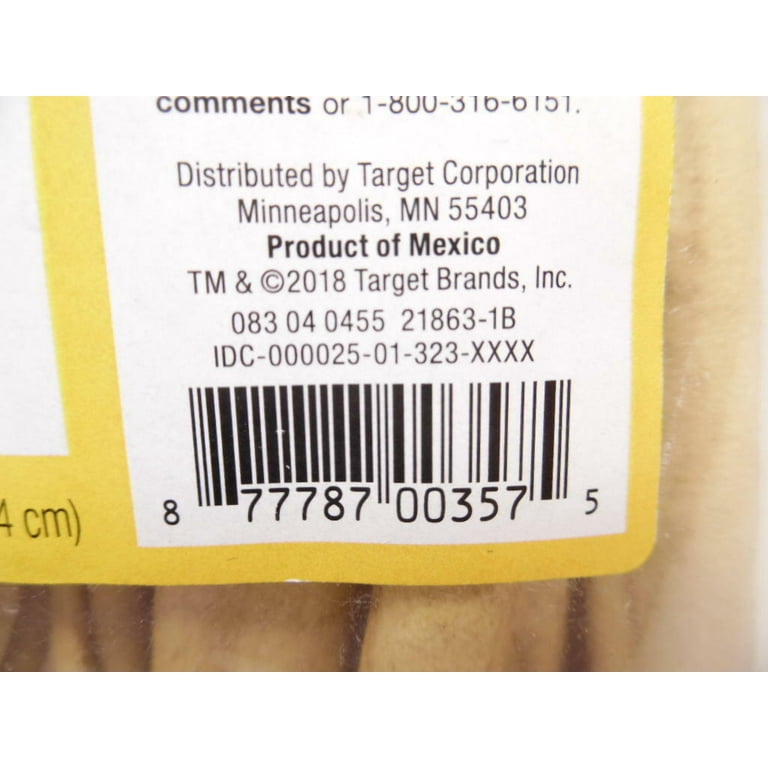 comments or 1-800-316-6151.
Distributed by Target Corporation
Minneapolis, MN 55403
Product of Mexico
TM & ©2018 Target Brands, Inc.
083 04 0455 21863-1B
IDC-000025-01-323-XXXX
8 77787 00357 5
4 cm)